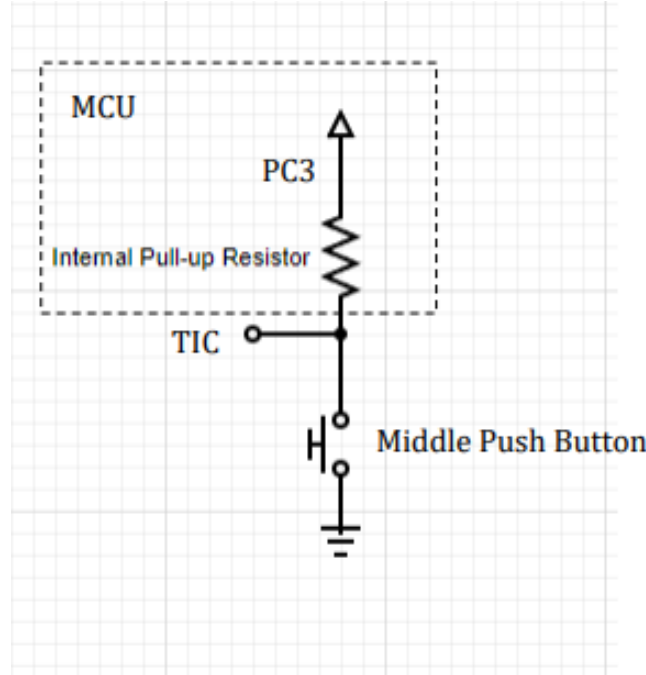 MCU
PC3
Internal Pull-up Resistor
TIC
Middle Push Button